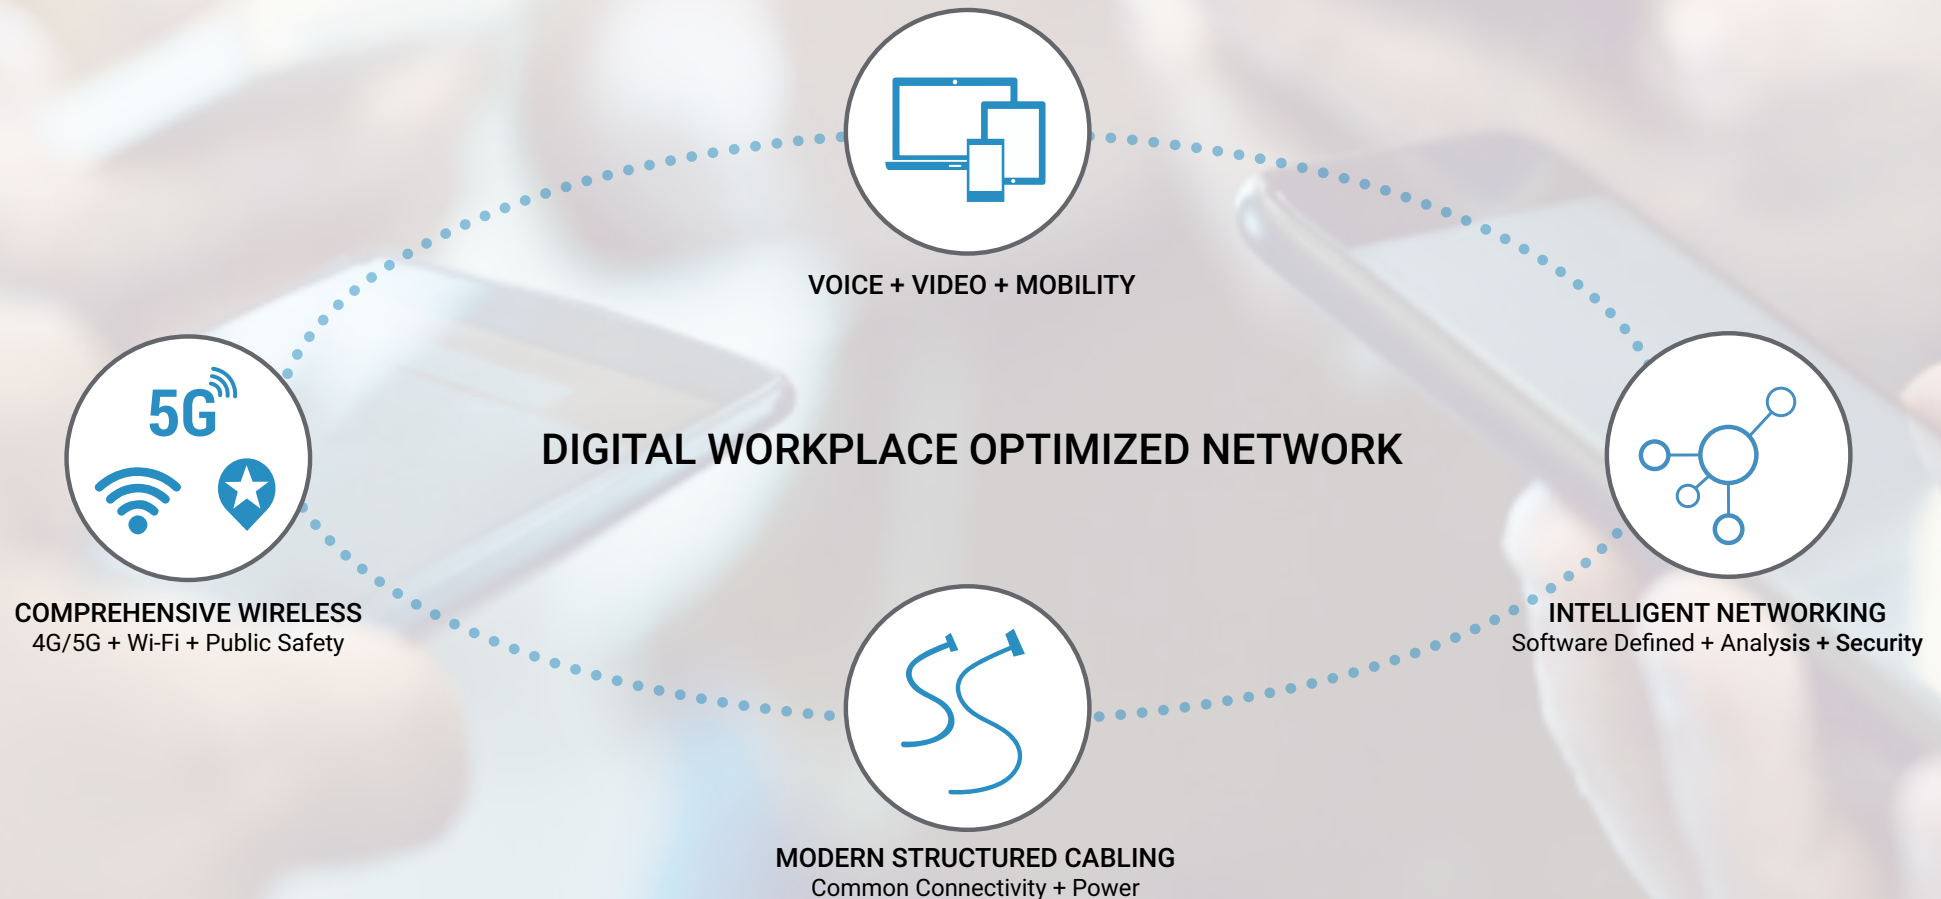 VOICE + VIDEO + MOBILITY
5G
DIGITAL WORKPLACE OPTIMIZED NETWORK
COMPREHENSIVE WIRELESS
4G/5G + Wi-Fi + Public Safety
INTELLIGENT NETWORKING
Software Defined + Analysis + Security
MODERN STRUCTURED CABLING
Common Connectivity + Power